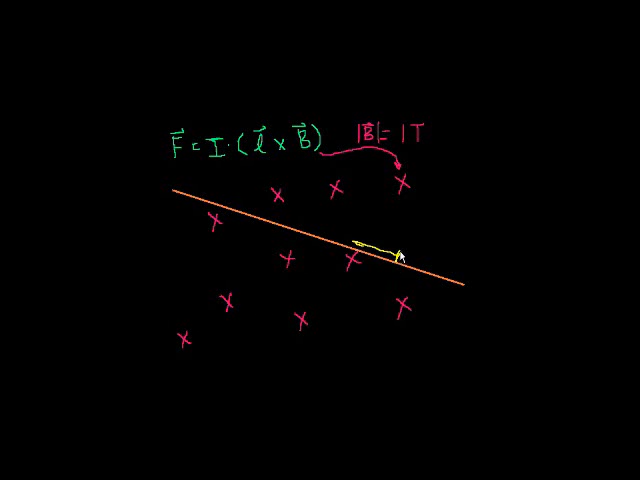 F⃗ = I · (l⃗ x B⃗) |B⃗| = 1T
x x x
x
x x
x x x
x